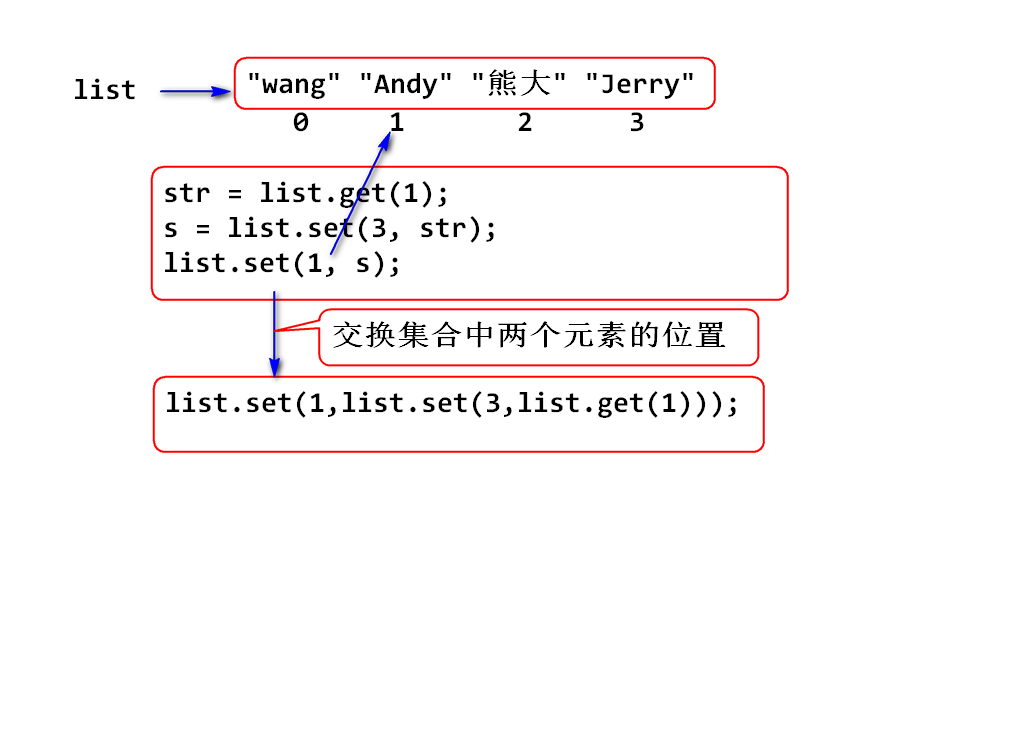 list "wang" "Andy" "熊大" "Jerry"
0 1 2 3
str = list.get(1);
s = list.set(3, str);
list.set(1, s);
交换集合中两个元素的位置
list.set(1,list.set(3,list.get(1)));